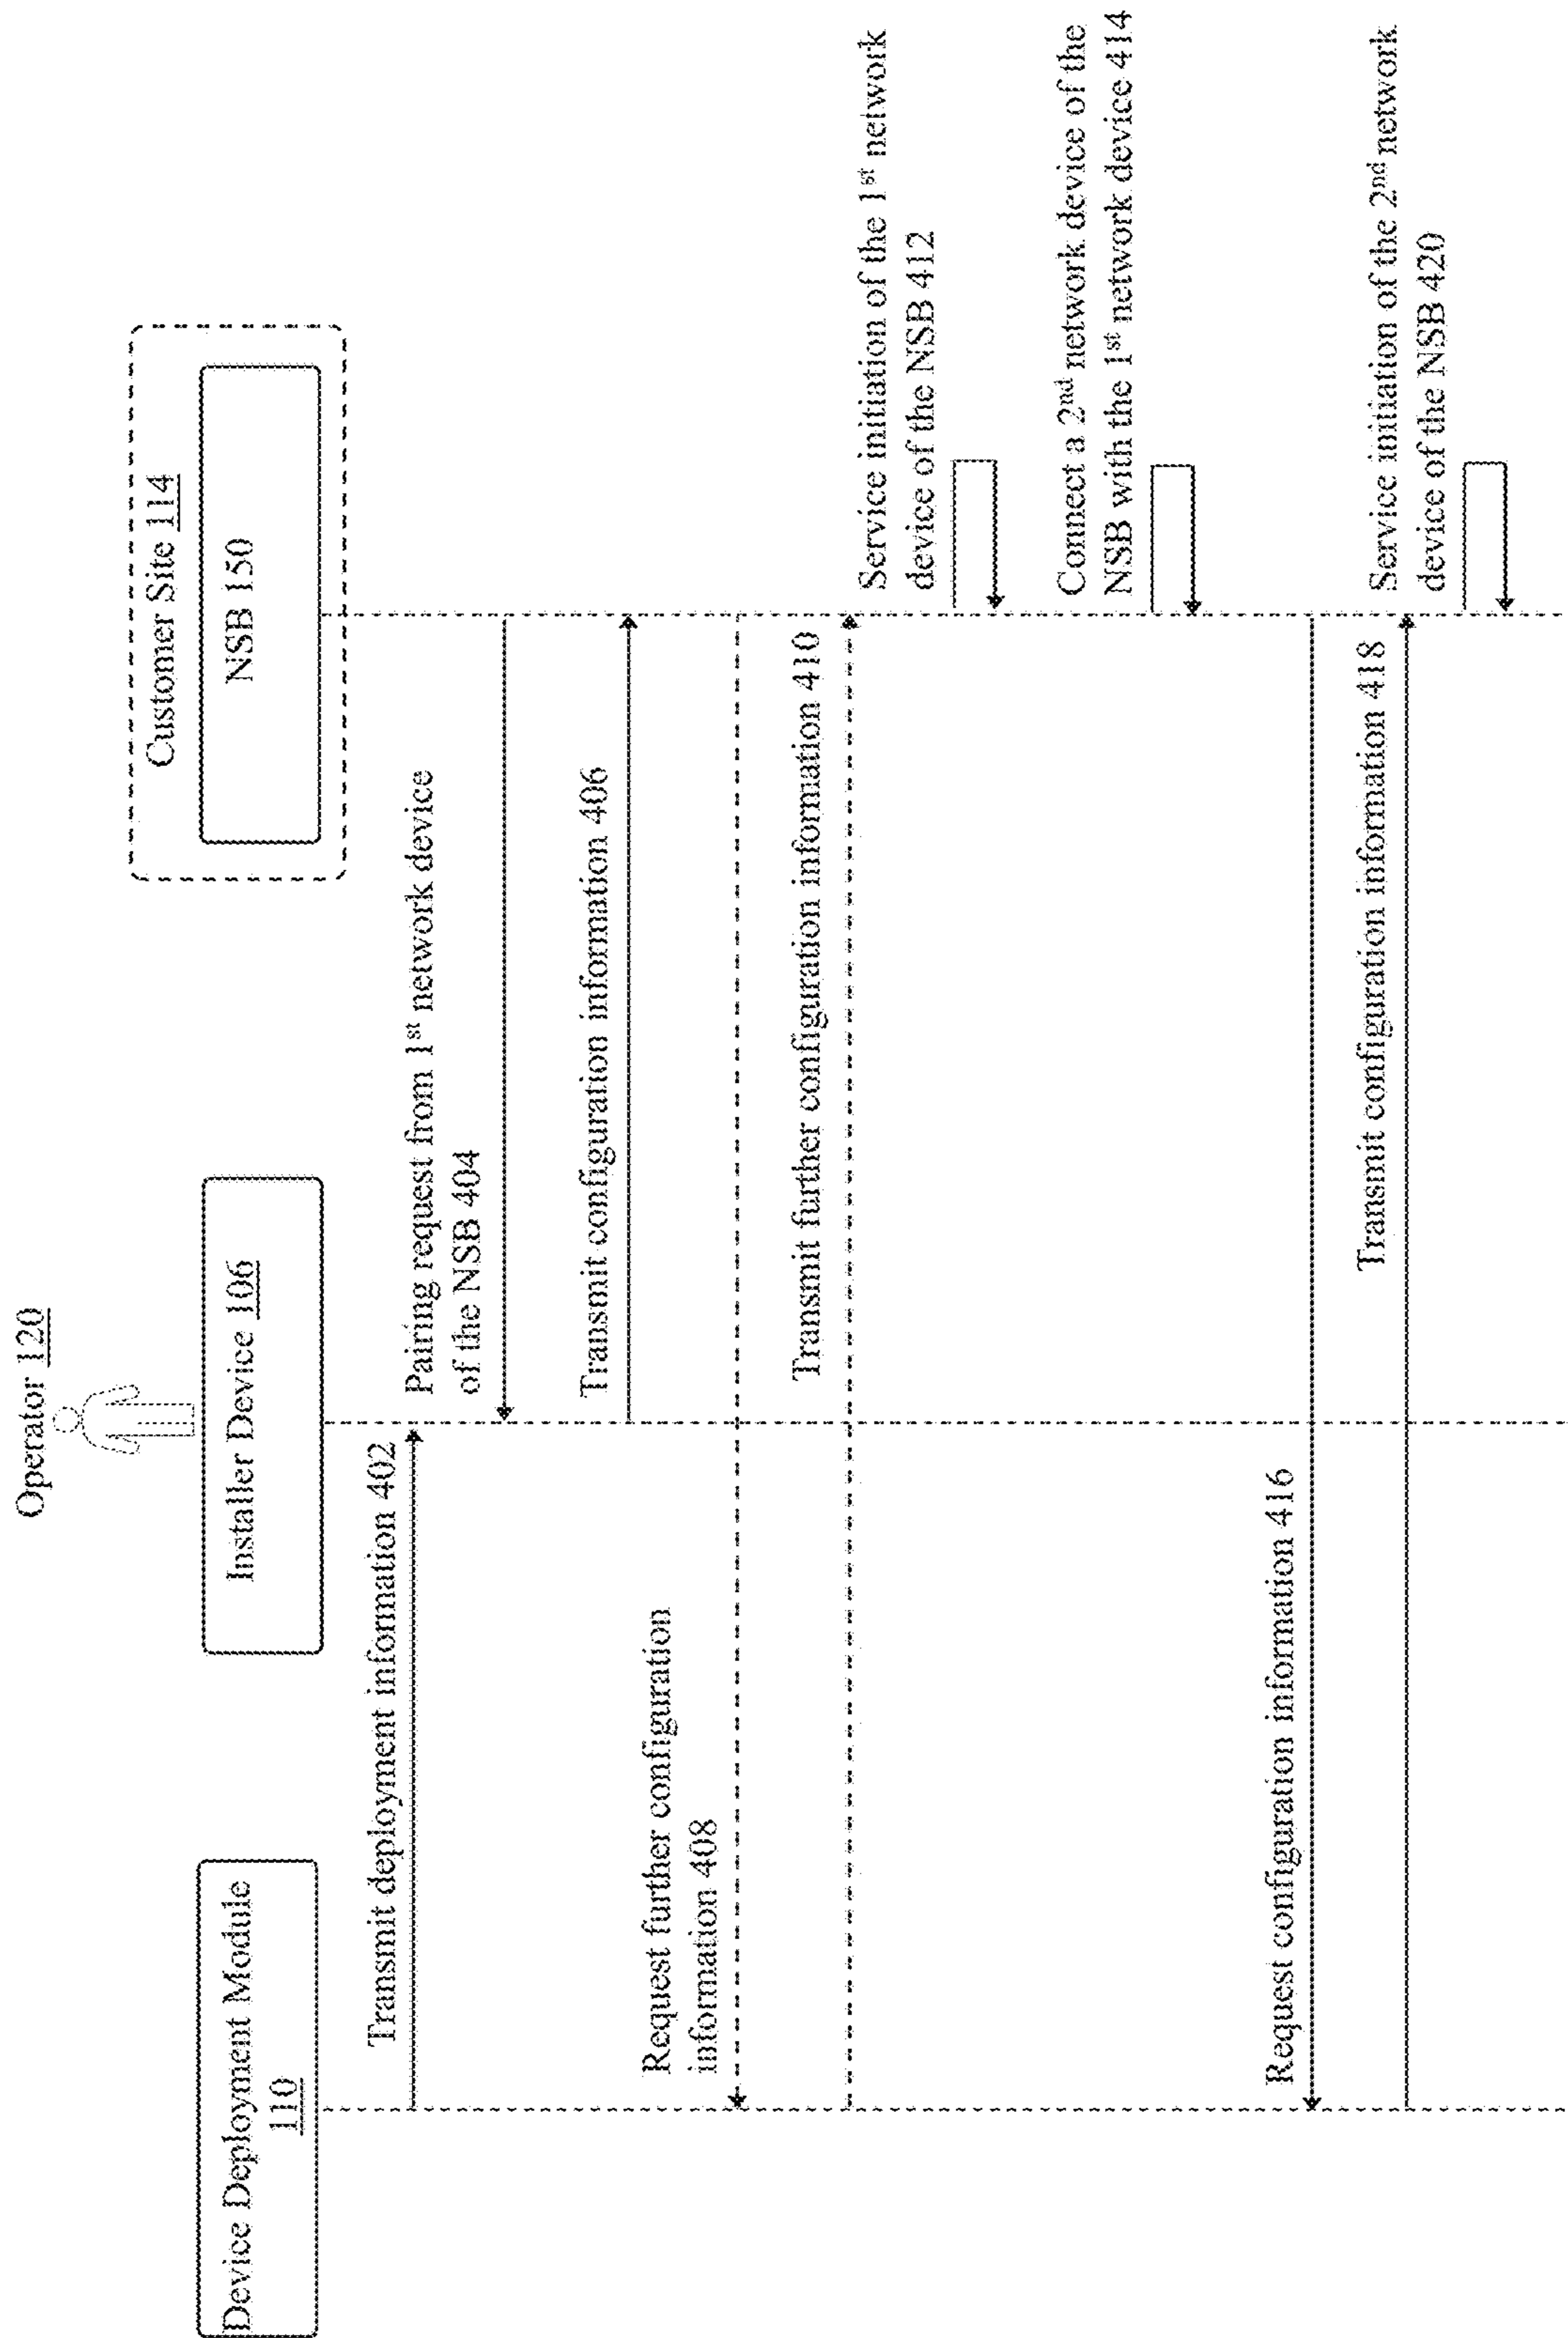 Operator 120
Device Deployment Module
110
Installer Device 106
Customer Site 114
NSB 150
Transmit deployment information 402
Pairing request from 1st network device
of the NSB 404
Transmit configuration information 406
Request further configuration
information 408
Transmit further configuration information 410
Service initiation of the 1st network
device of the NSB 412
Connect a 2nd network device of the
NSB with the 1st network device 414
Request configuration information 416
Transmit configuration information 418
Service initiation of the 2nd network
device of the NSB 420